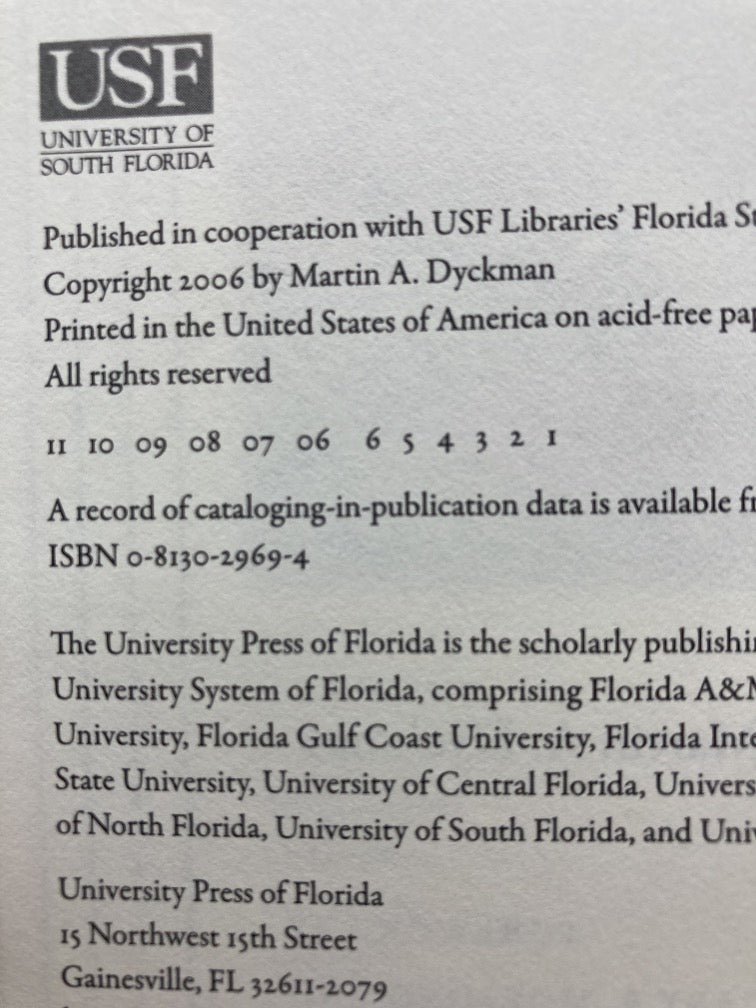 USF
UNIVERSITY OF
SOUTH FLORIDA
Published in cooperation with USF Libraries’ Florida
Copyright 2006 by Martin A. Dyckman
Printed in the United States of America on acid-free
All rights reserved
11 10 09 08 07 06 6 5 4 3 2 1
A record of cataloging-in-publication data is available
ISBN 0-8130-2969-4
The University Press of Florida is the scholarly
University System of Florida, comprising Florida
University, Florida Gulf Coast University, Florida
State University, University of Central Florida,
of North Florida, University of South Florida, and
University Press of Florida
15 Northwest 15th Street
Gainesville, FL 32611-2079